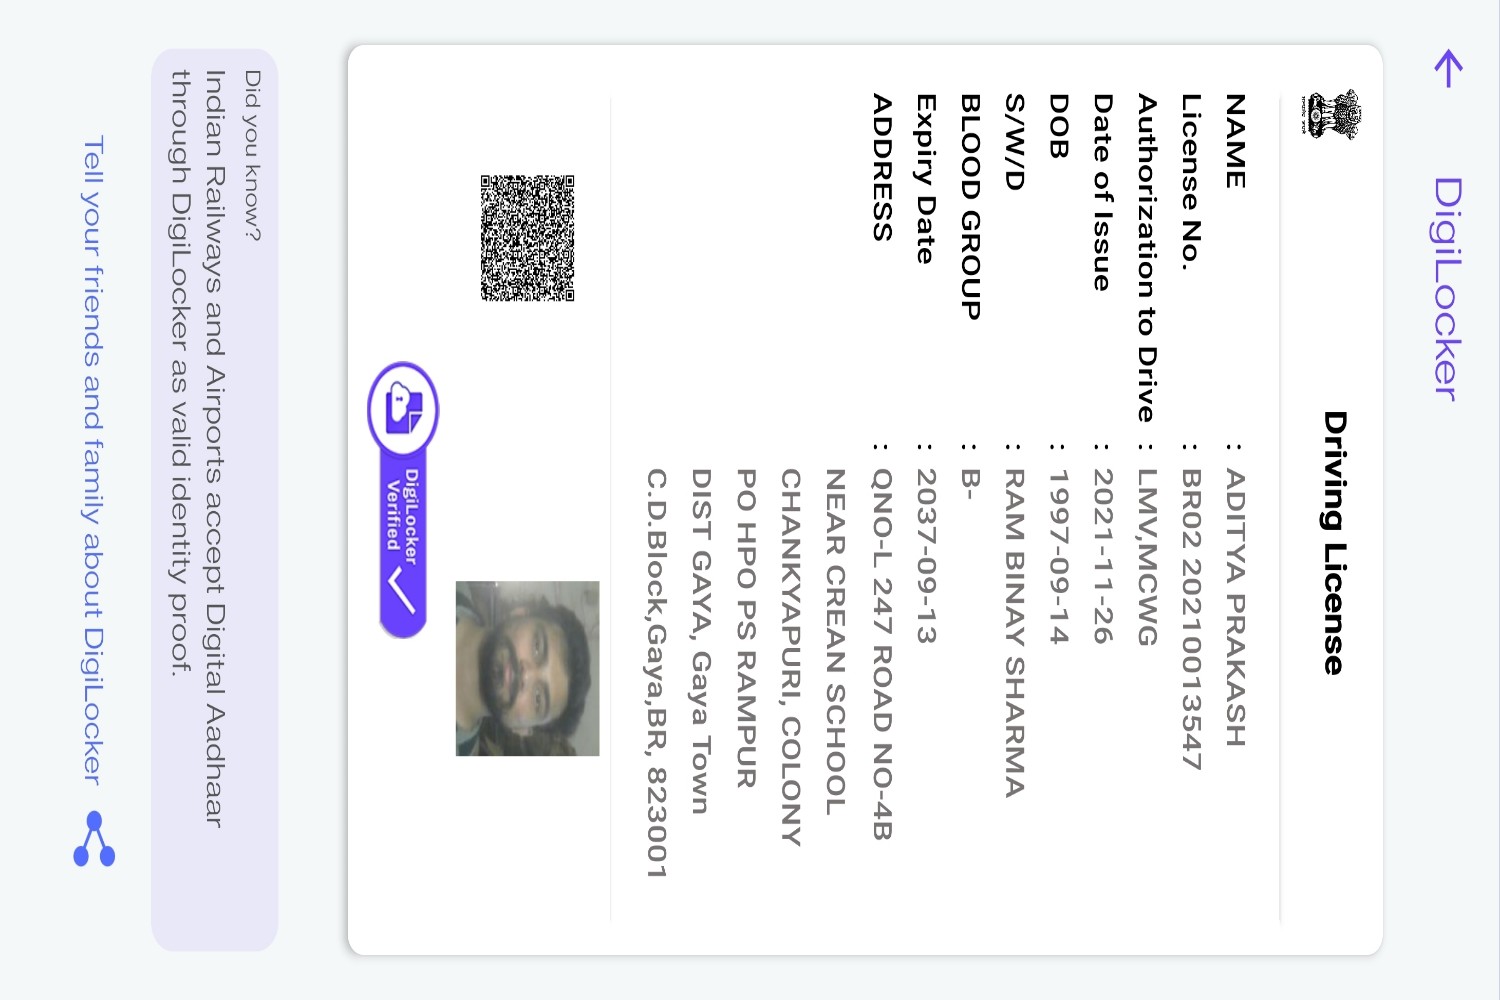 DigiLocker
Driving License
NAME : ADITYA PRAKASH
License No. : BR02 20210013547
Authorization to Drive : LMV,MCWG
Date of Issue : 2021-11-26
DOB : 1997-09-14
S/W/D : RAM BINAY SHARMA
BLOOD GROUP : B-
Expiry Date : 2037-09-13
ADDRESS : QNO-L 247 ROAD NO-4B
NEAR CREAN SCHOOL
CHANKYAPURI, COLONY
PO HPO PS RAMPUR
DIST GAYA, Gaya Town
C.D.Block,Gaya,BR, 823001
DigiLocker
Verified
Did you know?
Indian Railways and Airports accept Digital Aadhaar
through DigiLocker as valid identity proof.
Tell your friends and family about DigiLocker